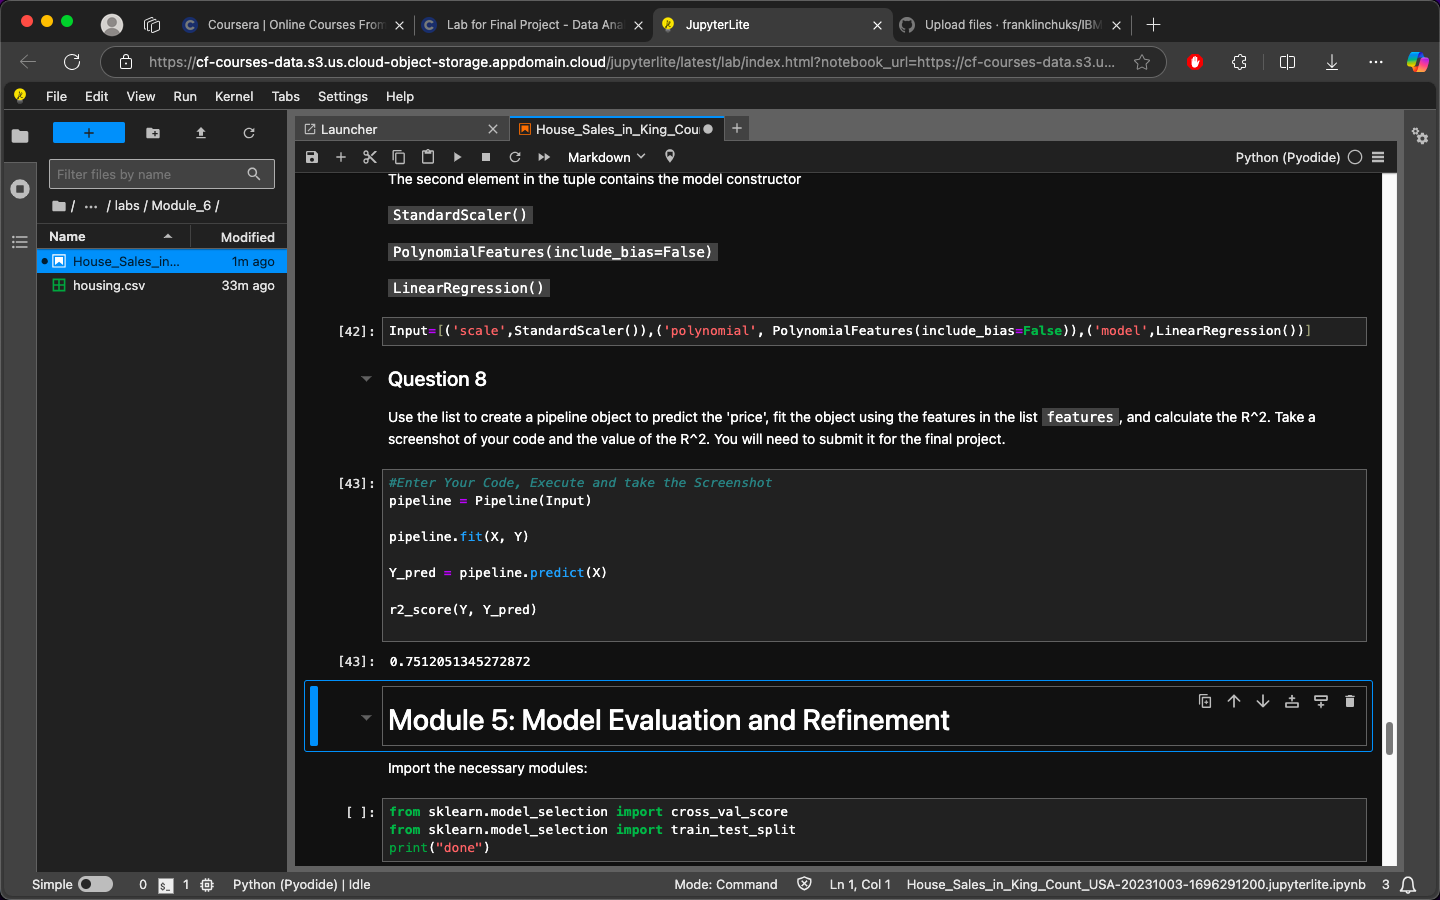 Coursera | Online Courses From
Lab for Final Project - Data Ana
JupyterLite
Upload files · franklinchuks/IBM
https://cf-courses-data.s3.us.cloud-object-storage.appdomain.cloud/jupyterlite/latest/lab/index.html?notebook_url=https://cf-courses-data.s3.u...
File Edit View Run Kernel Tabs Settings Help
Launcher
House_Sales_in_King_Cou
Markdown
Python (Pyodide)
Filter files by name
/ ... / labs / Module_6 /
Name Modified
House_Sales_in... 1m ago
housing.csv 33m ago
The second element in the tuple contains the model constructor
StandardScaler()
PolynomialFeatures(include_bias=False)
LinearRegression()
[42]: Input=[('scale',StandardScaler()),('polynomial', PolynomialFeatures(include_bias=False)),('model',LinearRegression())]
Question 8
Use the list to create a pipeline object to predict the 'price', fit the object using the features in the list features , and calculate the R^2. Take a
screenshot of your code and the value of the R^2. You will need to submit it for the final project.
[43]: #Enter Your Code, Execute and take the Screenshot
pipeline = Pipeline(Input)
pipeline.fit(X, Y)
Y_pred = pipeline.predict(X)
r2_score(Y, Y_pred)
[43]: 0.7512051345272872
Module 5: Model Evaluation and Refinement
Import the necessary modules:
[ ]: from sklearn.model_selection import cross_val_score
from sklearn.model_selection import train_test_split
print("done")
Simple 0 $_ 1 Python (Pyodide) | Idle Mode: Command Ln 1, Col 1 House_Sales_in_King_Count_USA-20231003-1696291200.jupyterlite.ipynb 3